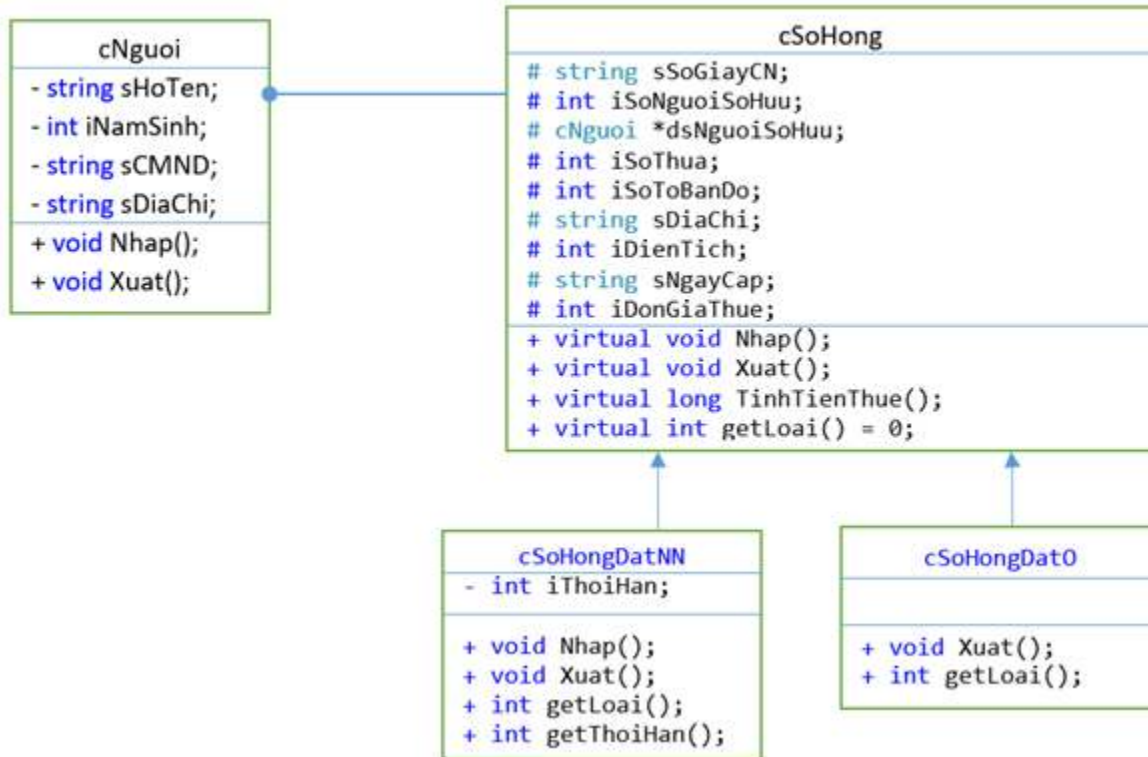 cNguoi
- string sHoTen;
- int iNamSinh;
- string sCMND;
- string sDiaChi;
+ void Nhap();
+ void Xuat();
cSoHong
# string sSoGiayCN;
# int iSoNguoiSoHuu;
# cNguoi *dsNguoiSoHuu;
# int iSoThua;
# int iSoToBanDo;
# string sDiaChi;
# int iDienTich;
# string sNgayCap;
# int iDonGiaThue;
+ virtual void Nhap();
+ virtual void Xuat();
+ virtual long TinhTienThue();
+ virtual int getLoai() = 0;
cSoHongDatNN
- int iThoiHan;
+ void Nhap();
+ void Xuat();
+ int getLoai();
+ int getThoiHan();
cSoHongDatO
+ void Xuat();
+ int getLoai();